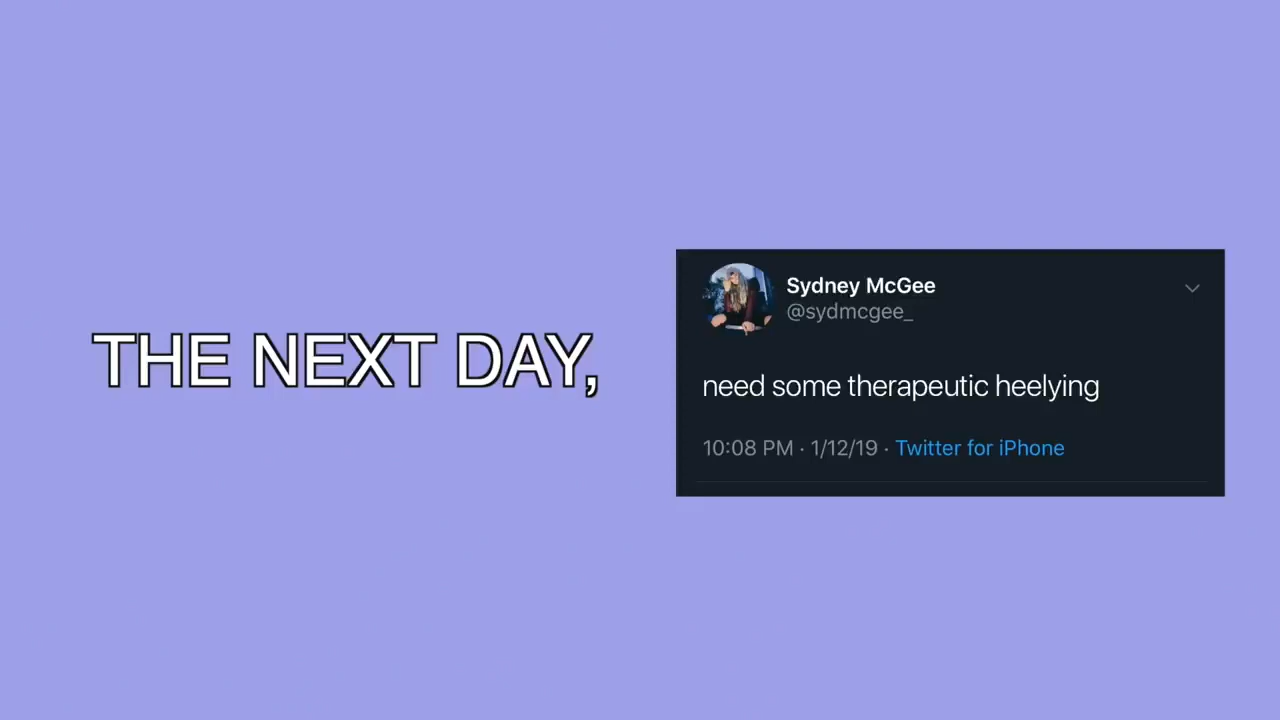 THE NEXT DAY,
Sydney McGee
@sydmcgee_
need some therapeutic heelying
10:08 PM · 1/12/19 · Twitter for iPhone